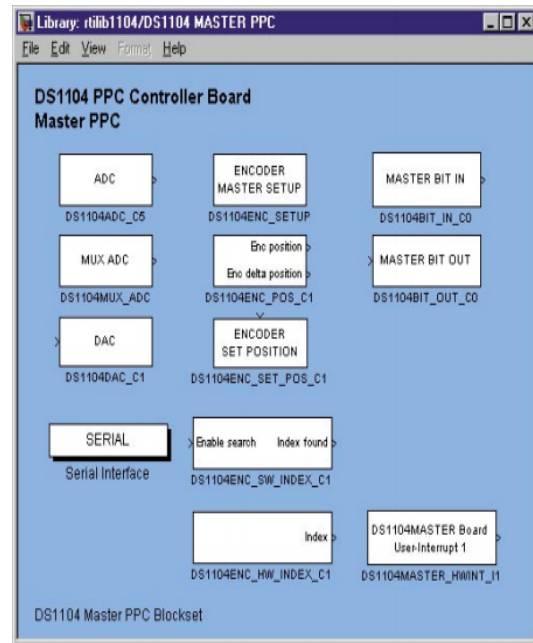 Library: rtilib1104/DS1104 MASTER PPC
File Edit View Format Help
DS1104 PPC Controller Board
Master PPC
ADC
DS1104ADC_C5
ENCODER
MASTER SETUP
DS1104ENC_SETUP
MASTER BIT IN
DS1104BIT_IN_C0
MUX ADC
DS1104MUX_ADC
Enc position
Enc delta position
DS1104ENC_POS_C1
MASTER BIT OUT
DS1104BIT_OUT_C0
DAC
DS1104DAC_C1
ENCODER
SET POSITION
DS1104ENC_SET_POS_C1
SERIAL
Serial Interface
Enable search Index found
DS1104ENC_SW_INDEX_C1
Index
DS1104ENC_HW_INDEX_C1
DS1104MASTER Board
User-Interrupt 1
DS1104MASTER_HWINT_I1
DS1104 Master PPC Blockset